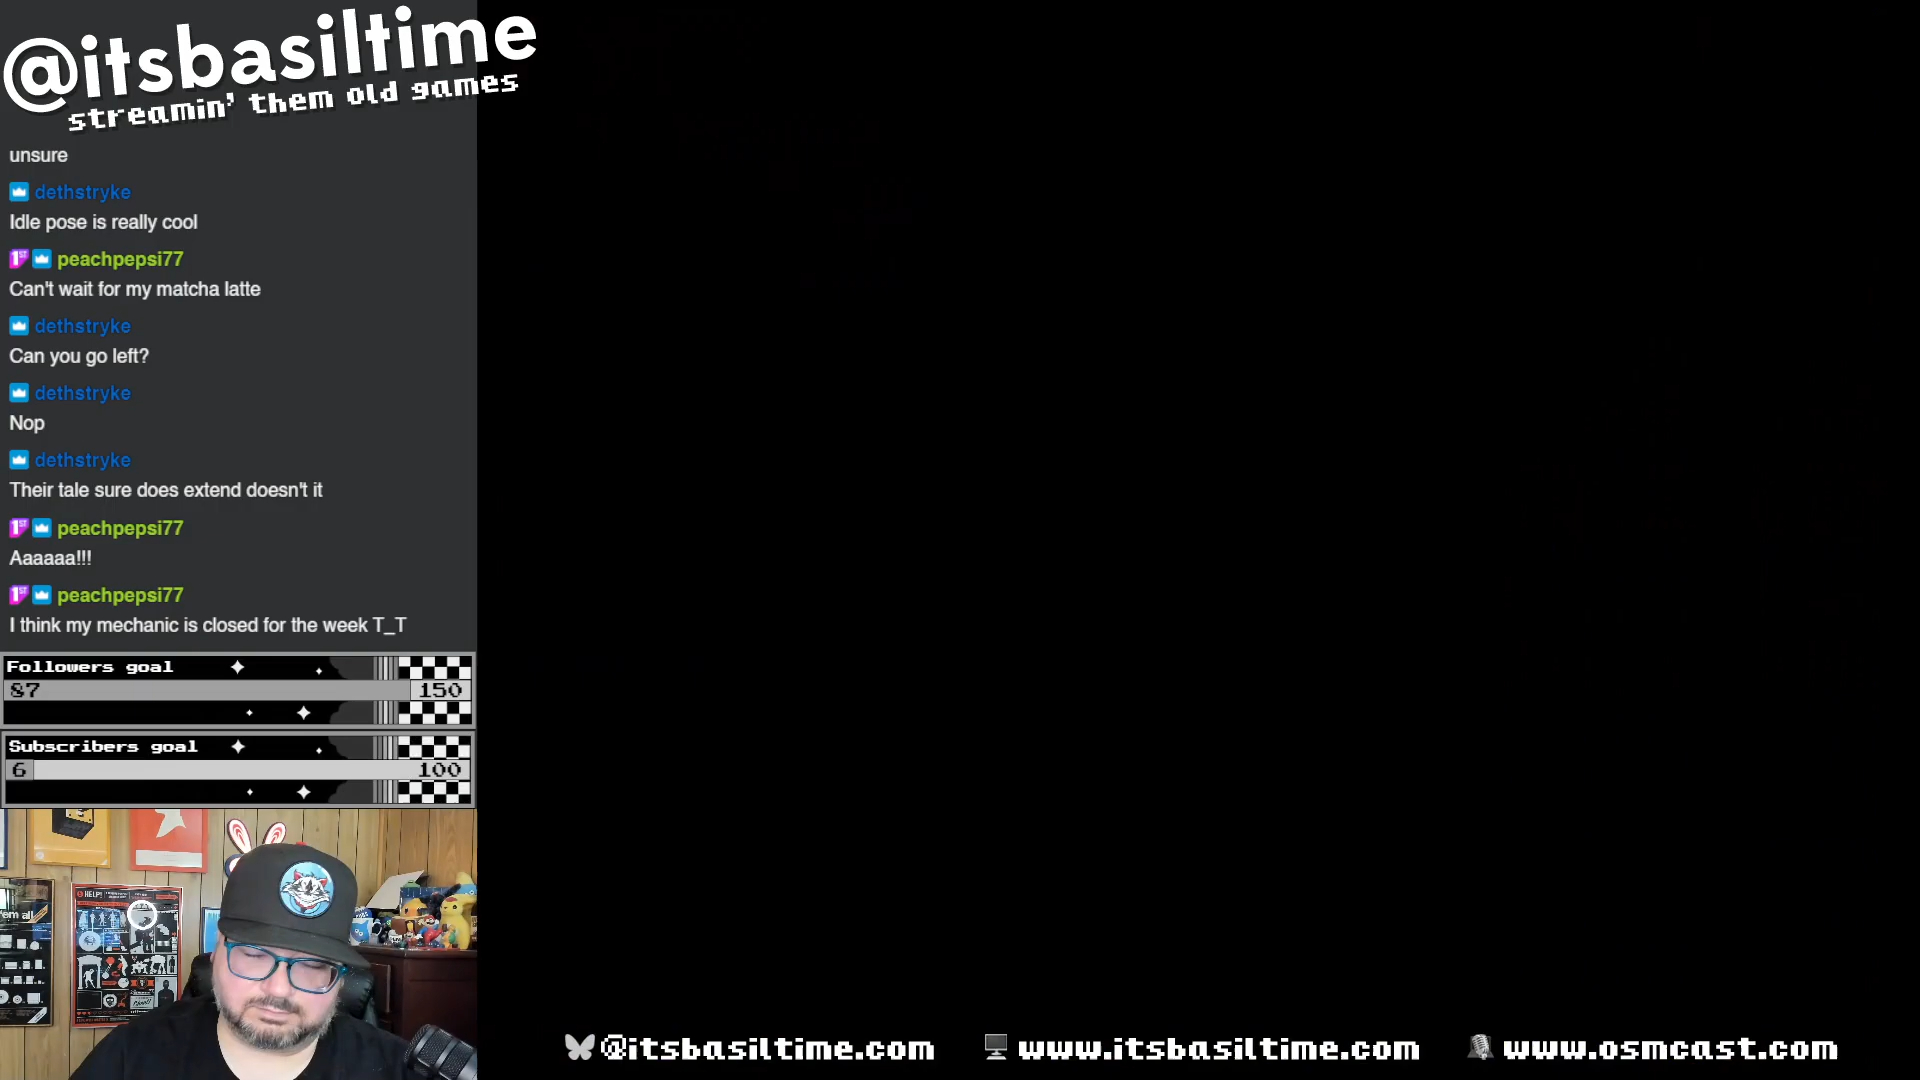 @itsbasiltime
streamin' them old games
unsure
dethstryke
Idle pose is really cool
peachpepsi77
Can't wait for my matcha latte
dethstryke
Can you go left?
dethstryke
Nop
dethstryke
Their tale sure does extend doesn't it
peachpepsi77
Aaaaaa!!!
peachpepsi77
I think my mechanic is closed for the week T_T
Followers goal
87 150
Subscribers goal
6 100
'em all
HELP!
@itsbasiltime.com
www.itsbasiltime.com
www.osmcast.com